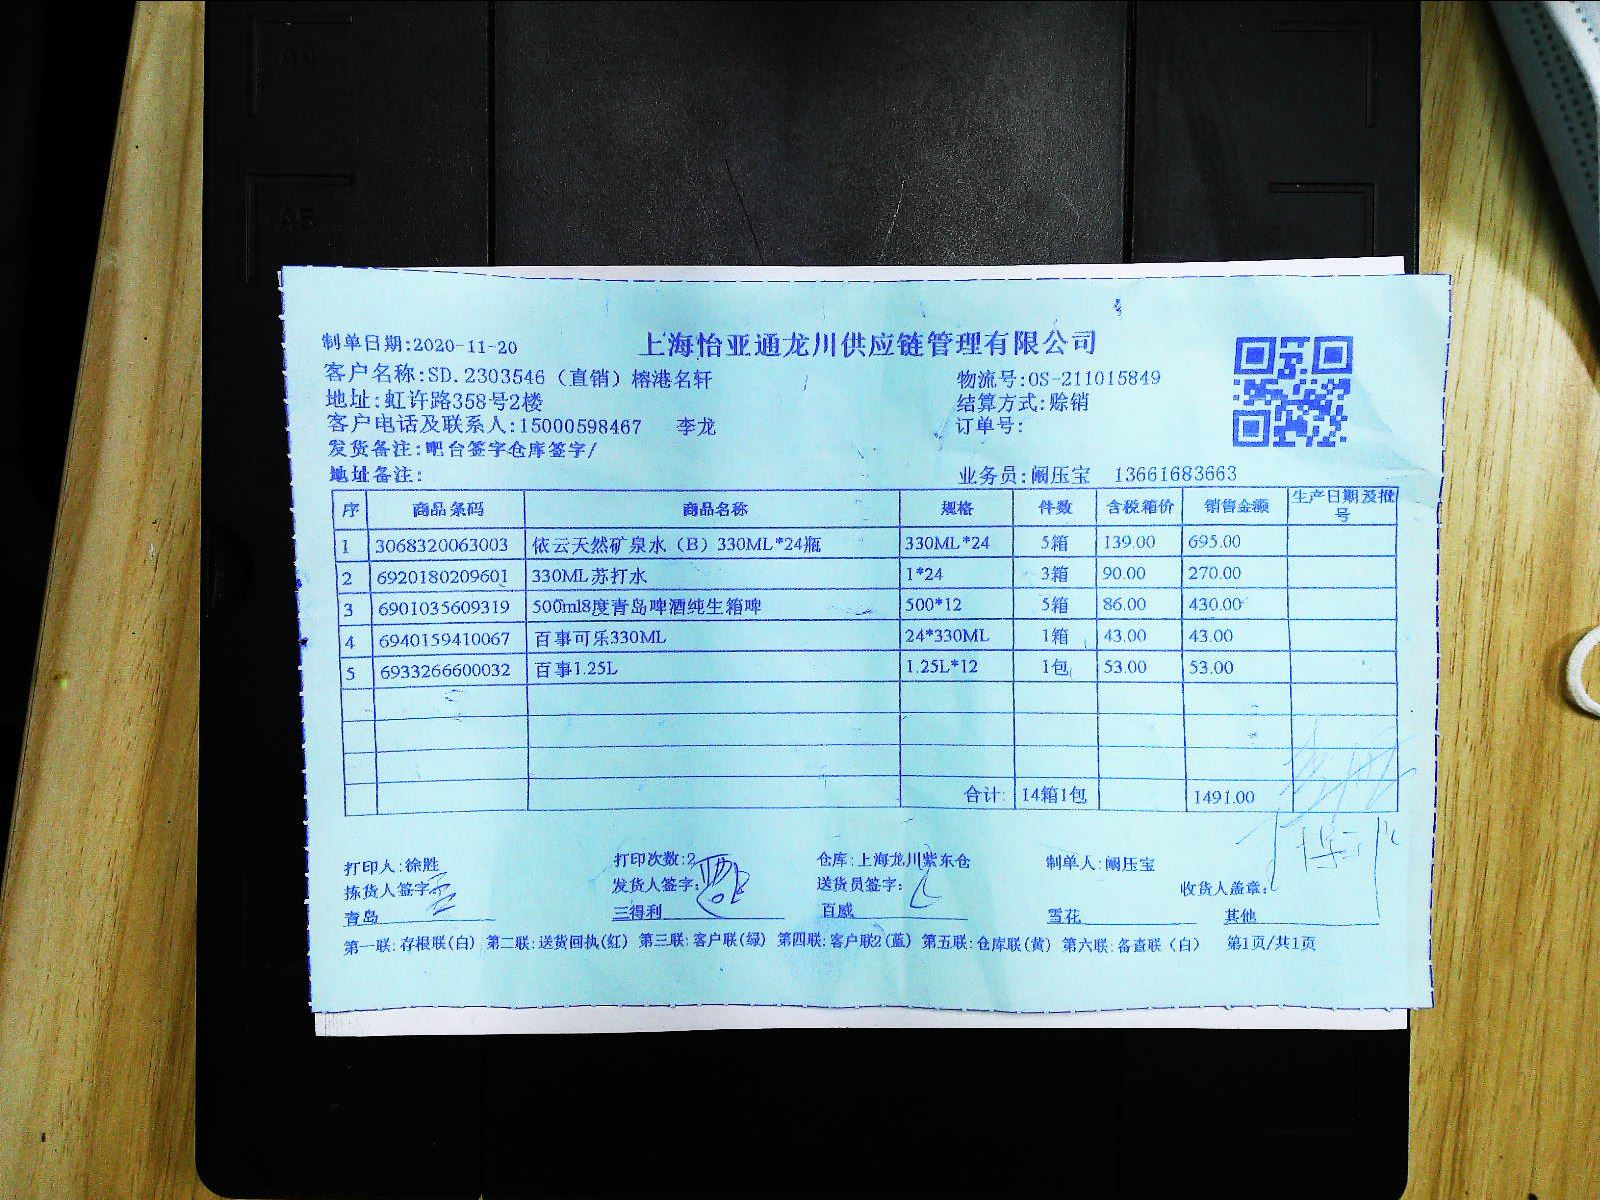 上海怡亚通龙川供应链管理有限公司
制单日期:2020-11-20
客户名称:SD.2303546（直销）榕港名轩 物流号:OS-211015849
地址:虹许路358号2楼 结算方式:赊销
客户电话及联系人:15000598467 李龙 订单号:
发货备注:吧台签字仓库签字/
地址备注: 业务员:阚压宝 13661683663
序 商品条码 商品名称 规格 件数 含税箱价 销售金额 生产日期及批号
1 3068320063003 依云天然矿泉水（B）330ML*24瓶 330ML*24 5箱 139.00 695.00
2 6920180209601 330ML苏打水 1*24 3箱 90.00 270.00
3 6901035609319 500ml8度青岛啤酒纯生箱啤 500*12 5箱 86.00 430.00
4 6940159410067 百事可乐330ML 24*330ML 1箱 43.00 43.00
5 6933266600032 百事1.25L 1.25L*12 1包 53.00 53.00
合计: 14箱1包 1491.00
打印人:徐胜 打印次数:2 仓库:上海龙川紫东仓 制单人:阚压宝
拣货人签字: 发货人签字: 送货员签字: 收货人盖章:
青岛 三得利 百威 雪花 其他
第一联:存根联(白) 第二联:送货回执(红) 第三联:客户联(绿) 第四联:客户联2(蓝) 第五联:仓库联(黄) 第六联:备查联（白） 第1页/共1页
A4
A5